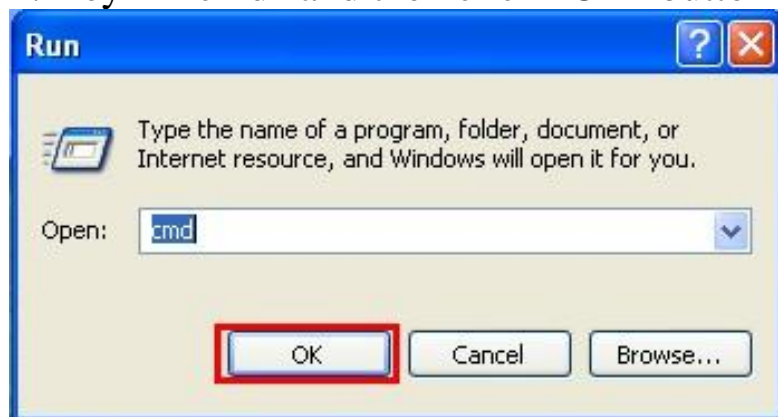 Run
Type the name of a program, folder, document, or
Internet resource, and Windows will open it for you.
Open: cmd
OK Cancel Browse...